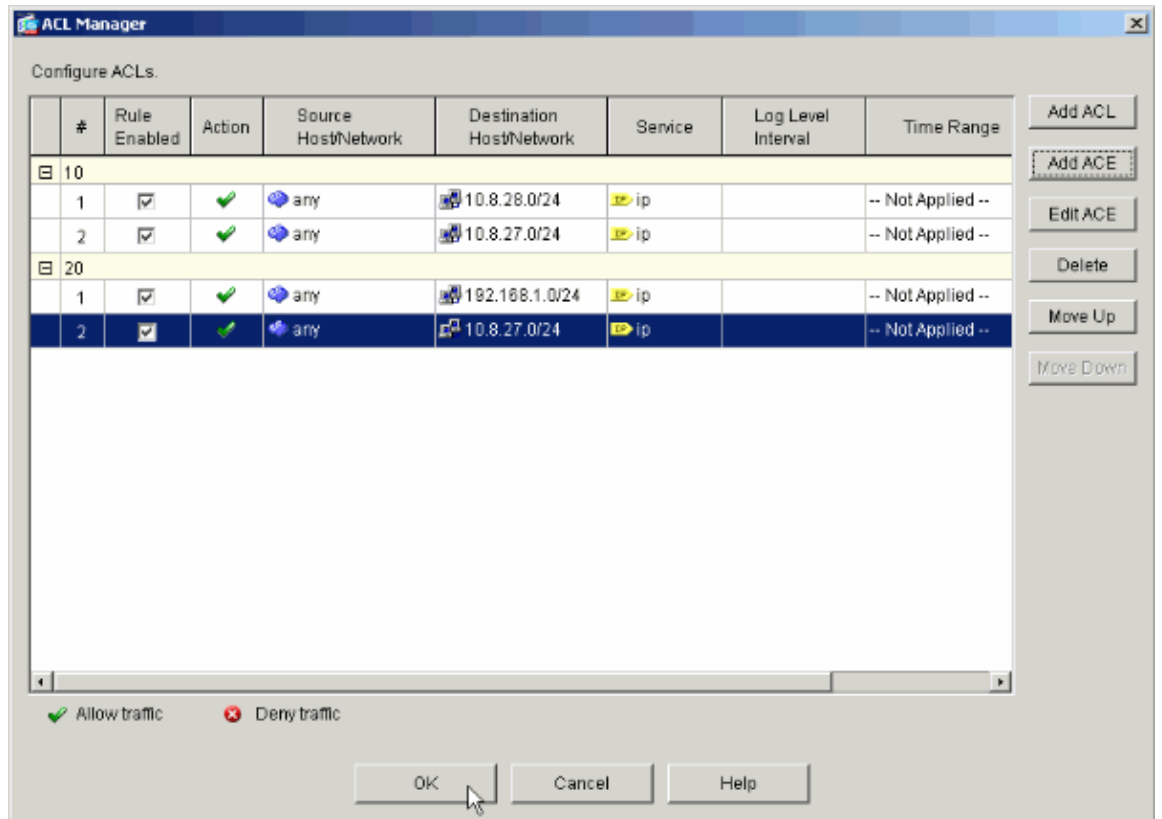 ACL Manager
Configure ACLs.
# Rule Enabled Action Source Host/Network Destination Host/Network Service Log Level Interval Time Range
10
1 any 10.8.28.0/24 IP ip -- Not Applied --
2 any 10.8.27.0/24 IP ip -- Not Applied --
20
1 any 192.168.1.0/24 IP ip -- Not Applied --
2 any 10.8.27.0/24 IP ip -- Not Applied --
Add ACL
Add ACE
Edit ACE
Delete
Move Up
Move Down
Allow traffic Deny traffic
OK Cancel Help